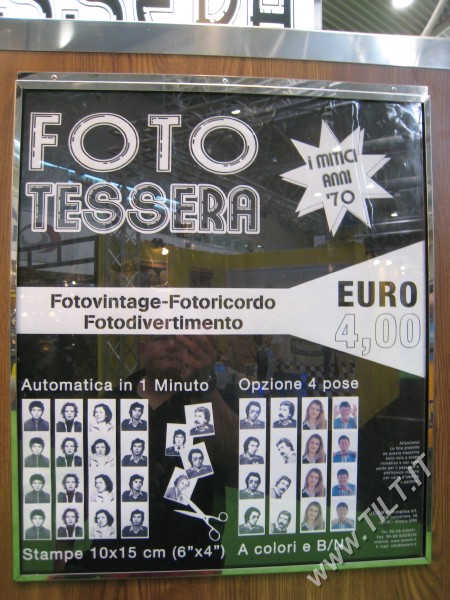 FOTO
TESSERA
i MITICI
ANNI
'70
Fotovintage-Fotoricordo
Fotodivertimento
EURO
4,00
Automatica in 1 Minuto
Opzione 4 pose
Stampe 10x15 cm (6"x4")
A colori e B/N
www.TILT.IT